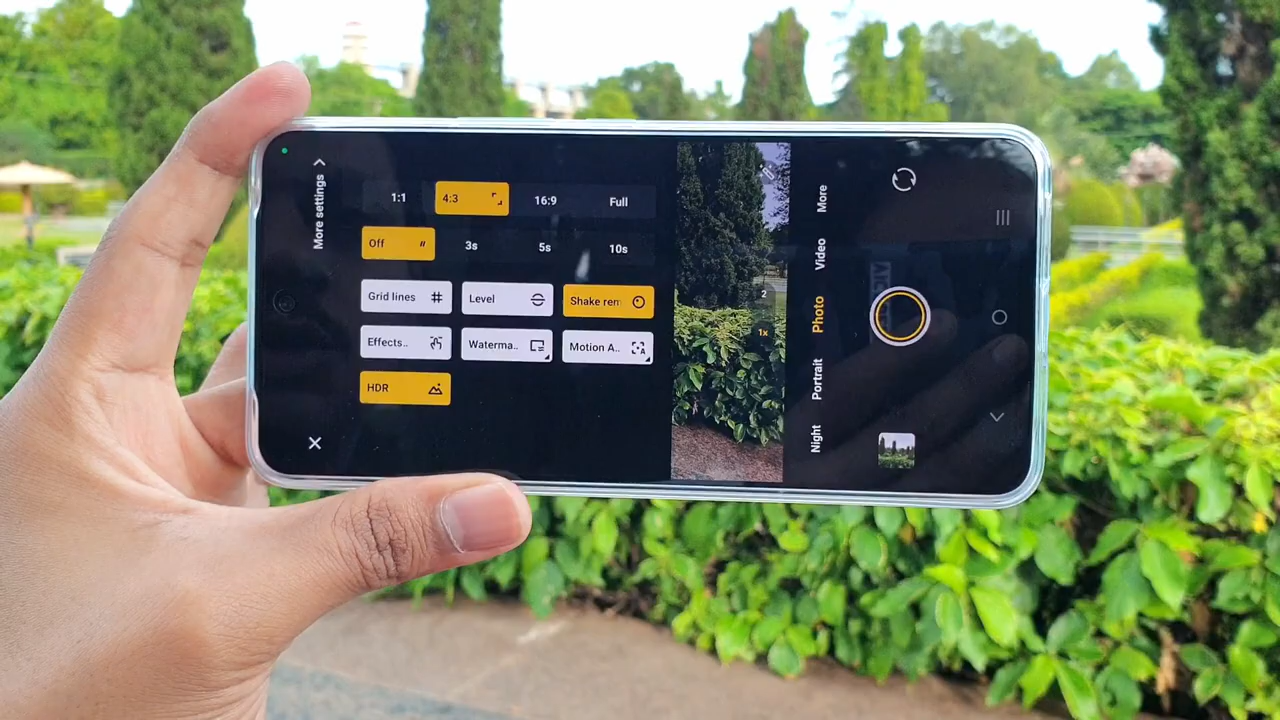 More settings
1:1 4:3 16:9 Full
Off 3s 5s 10s
Grid lines Level Shake rem
Effects.. Waterma.. Motion A..
HDR
2
1x
More
Video
Photo
Portrait
Night